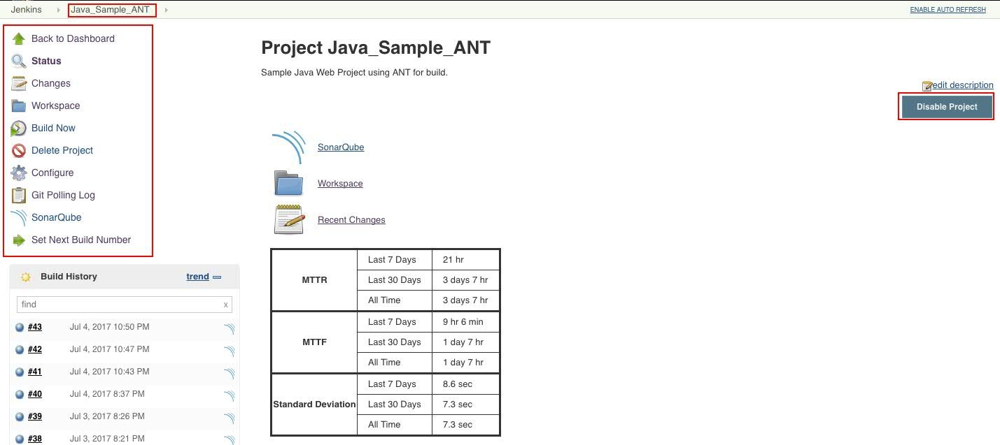 Jenkins Java_Sample_ANT ENABLE AUTO REFRESH
Back to Dashboard
Status
Changes
Workspace
Build Now
Delete Project
Configure
Git Polling Log
SonarQube
Set Next Build Number
Build History trend
find x
#43 Jul 4, 2017 10:50 PM
#42 Jul 4, 2017 10:47 PM
#41 Jul 4, 2017 10:43 PM
#40 Jul 4, 2017 8:37 PM
#39 Jul 3, 2017 8:26 PM
#38 Jul 3, 2017 8:21 PM
Project Java_Sample_ANT
Sample Java Web Project using ANT for build.
edit description
Disable Project
SonarQube
Workspace
Recent Changes
MTTR
Last 7 Days 21 hr
Last 30 Days 3 days 7 hr
All Time 3 days 7 hr
MTTF
Last 7 Days 9 hr 6 min
Last 30 Days 1 day 7 hr
All Time 1 day 7 hr
Standard Deviation
Last 7 Days 8.6 sec
Last 30 Days 7.3 sec
All Time 7.3 sec